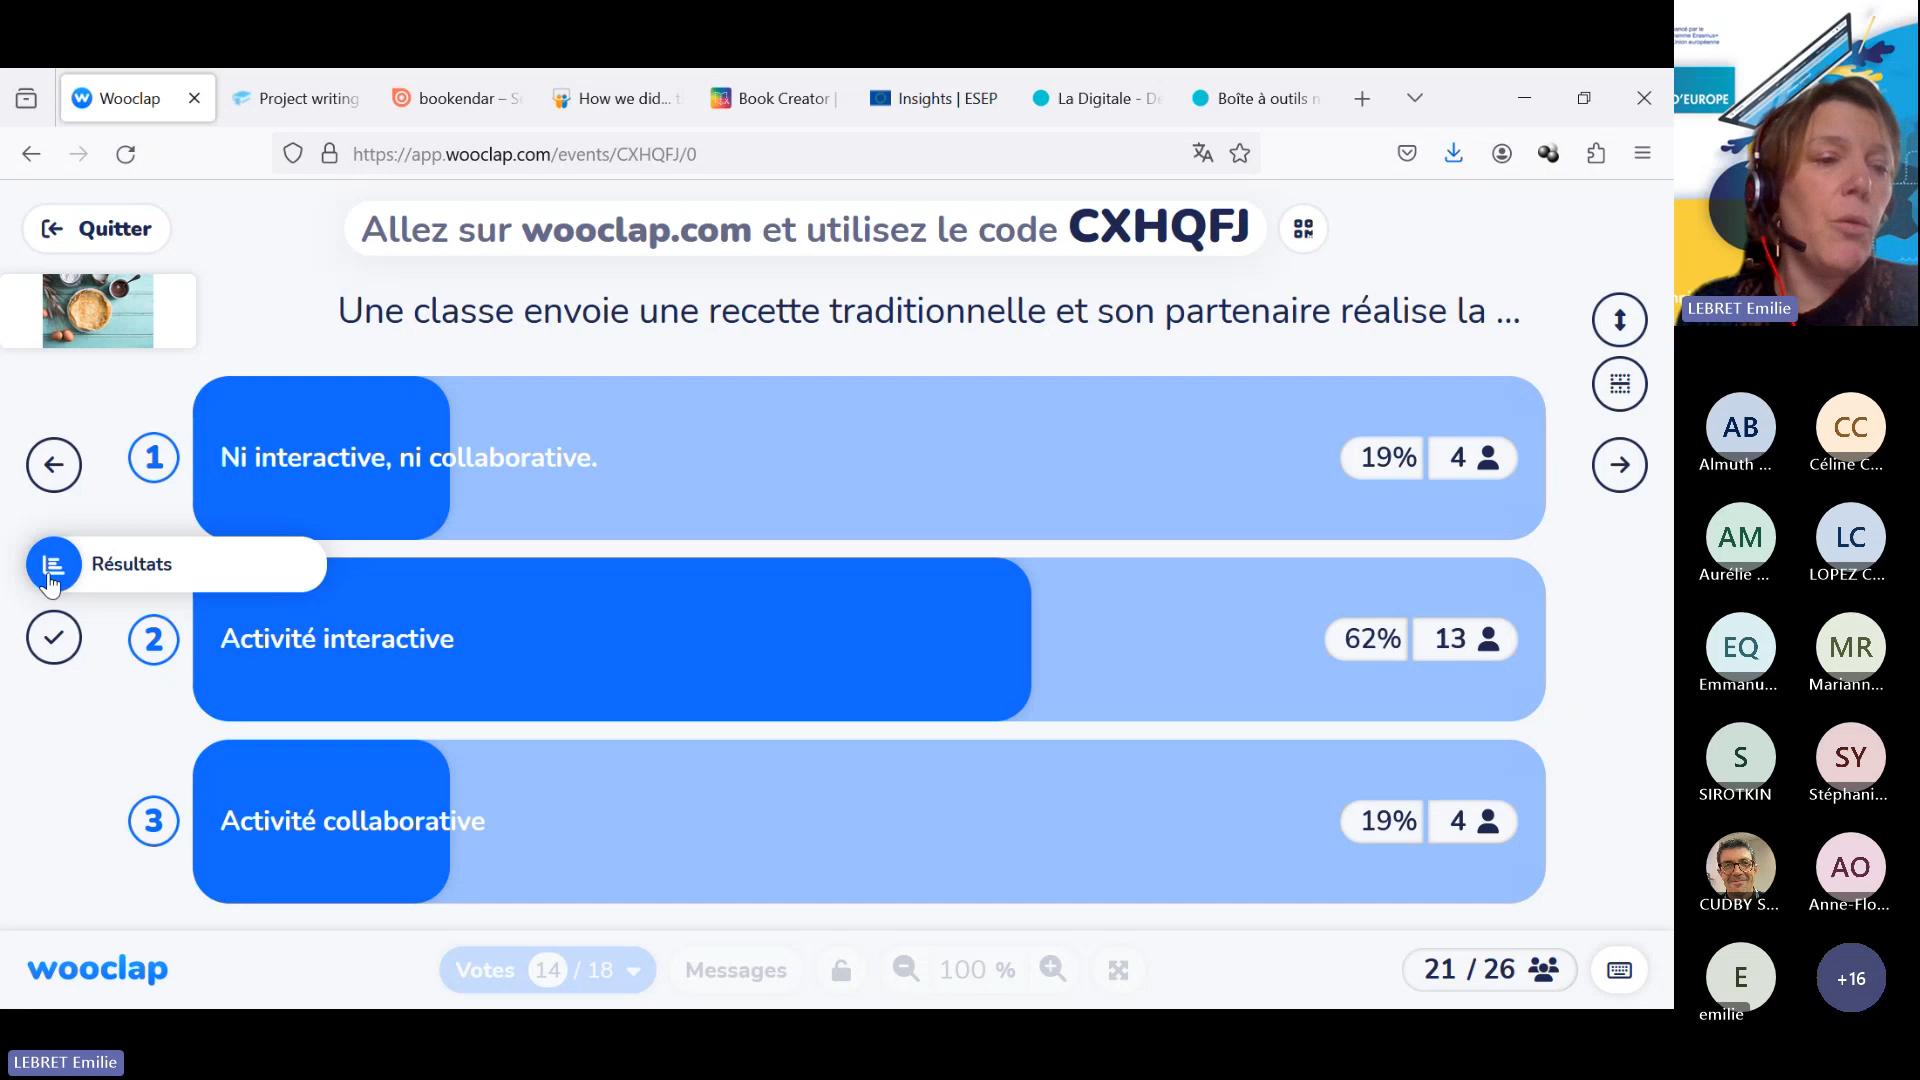 Wooclap
Project writing
bookendar – S
How we did... t
Book Creator |
Insights | ESEP
La Digitale - De
Boîte à outils n
https://app.wooclap.com/events/CXHQFJ/0
Quitter
Allez sur wooclap.com et utilisez le code CXHQFJ
Une classe envoie une recette traditionnelle et son partenaire réalise la ...
1
Ni interactive, ni collaborative.
19% 4
Résultats
2
Activité interactive
62% 13
3
Activité collaborative
19% 4
wooclap
Votes 14 / 18
Messages
100 %
21 / 26
LEBRET Emilie
D'EUROPE
LEBRET Emilie
AB
Almuth ...
CC
Céline C...
AM
Aurélie ...
LC
LOPEZ C...
EQ
Emmanu...
MR
Mariann...
S
SIROTKIN
SY
Stéphani...
CUDBY S...
AO
Anne-Flo...
E
emilie
+16